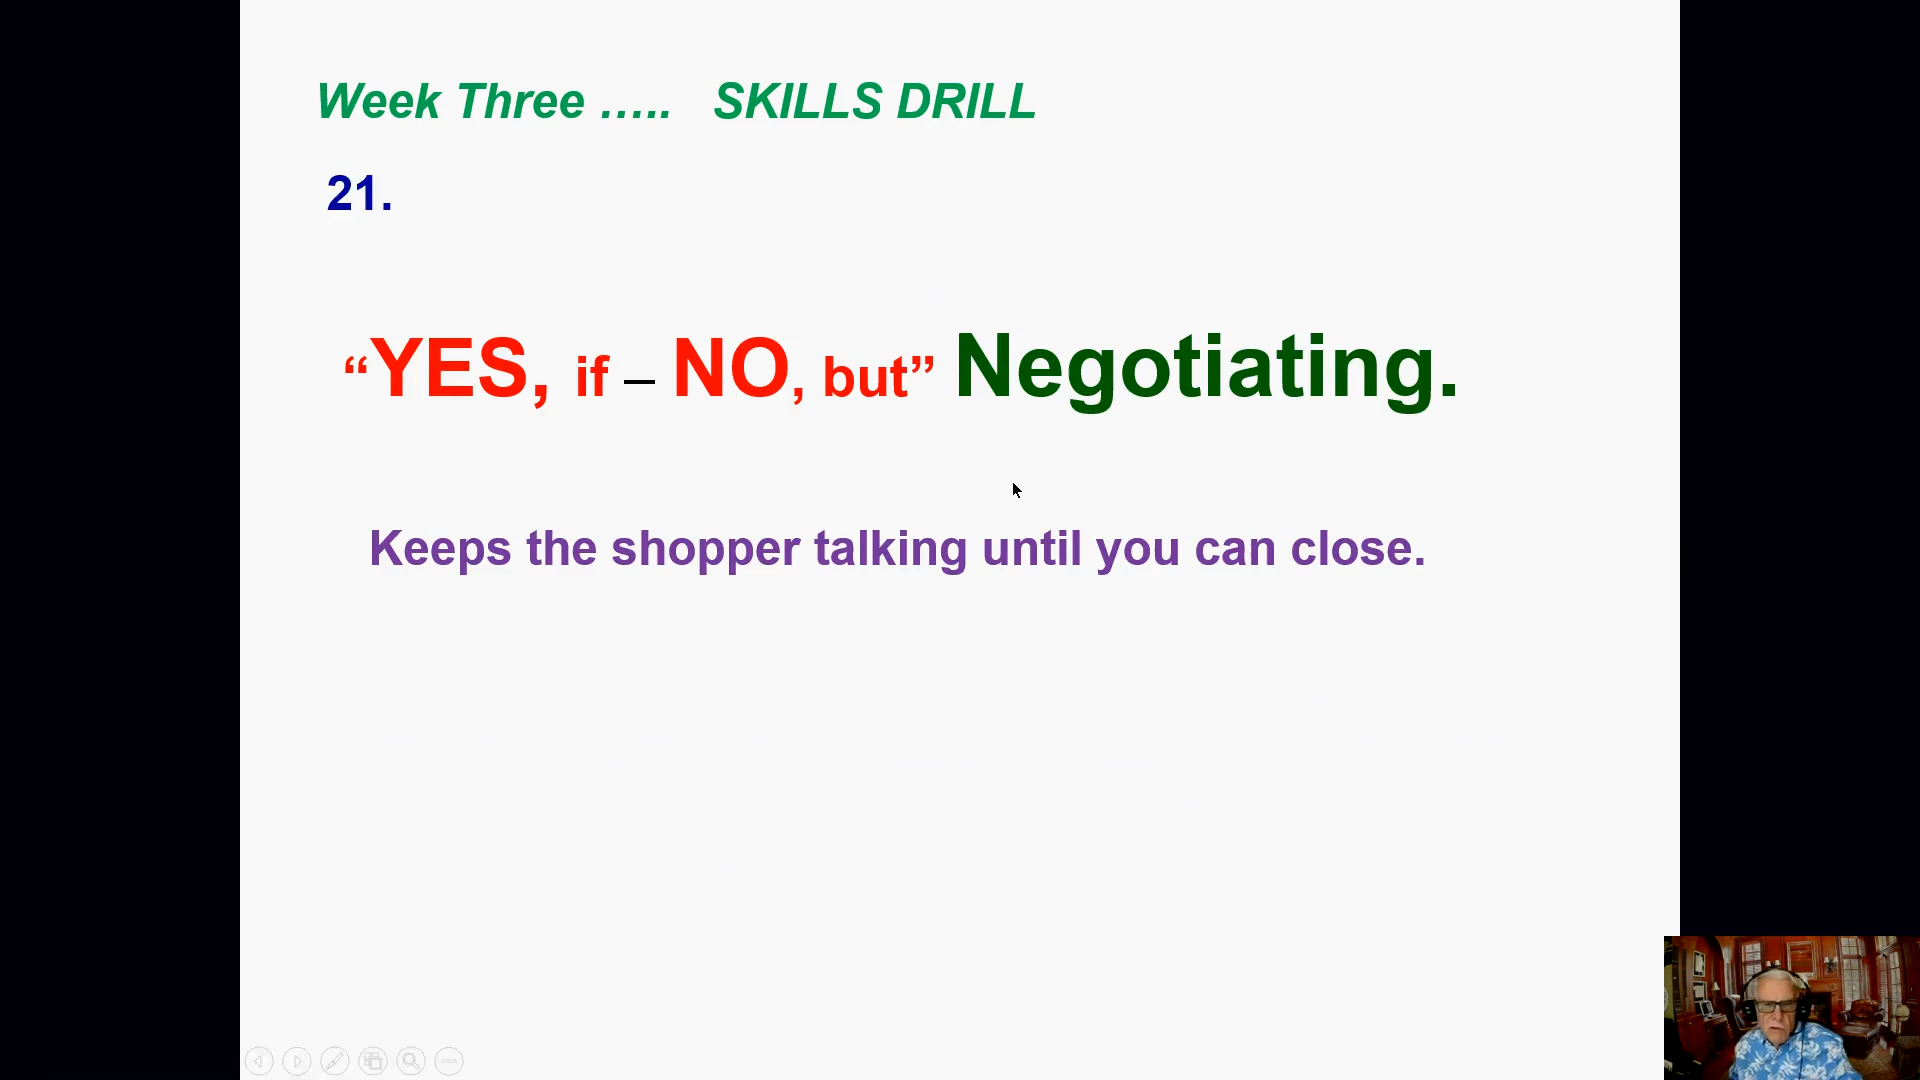 Week Three ….. SKILLS DRILL
21.
“YES, if – NO, but” Negotiating.
Keeps the shopper talking until you can close.